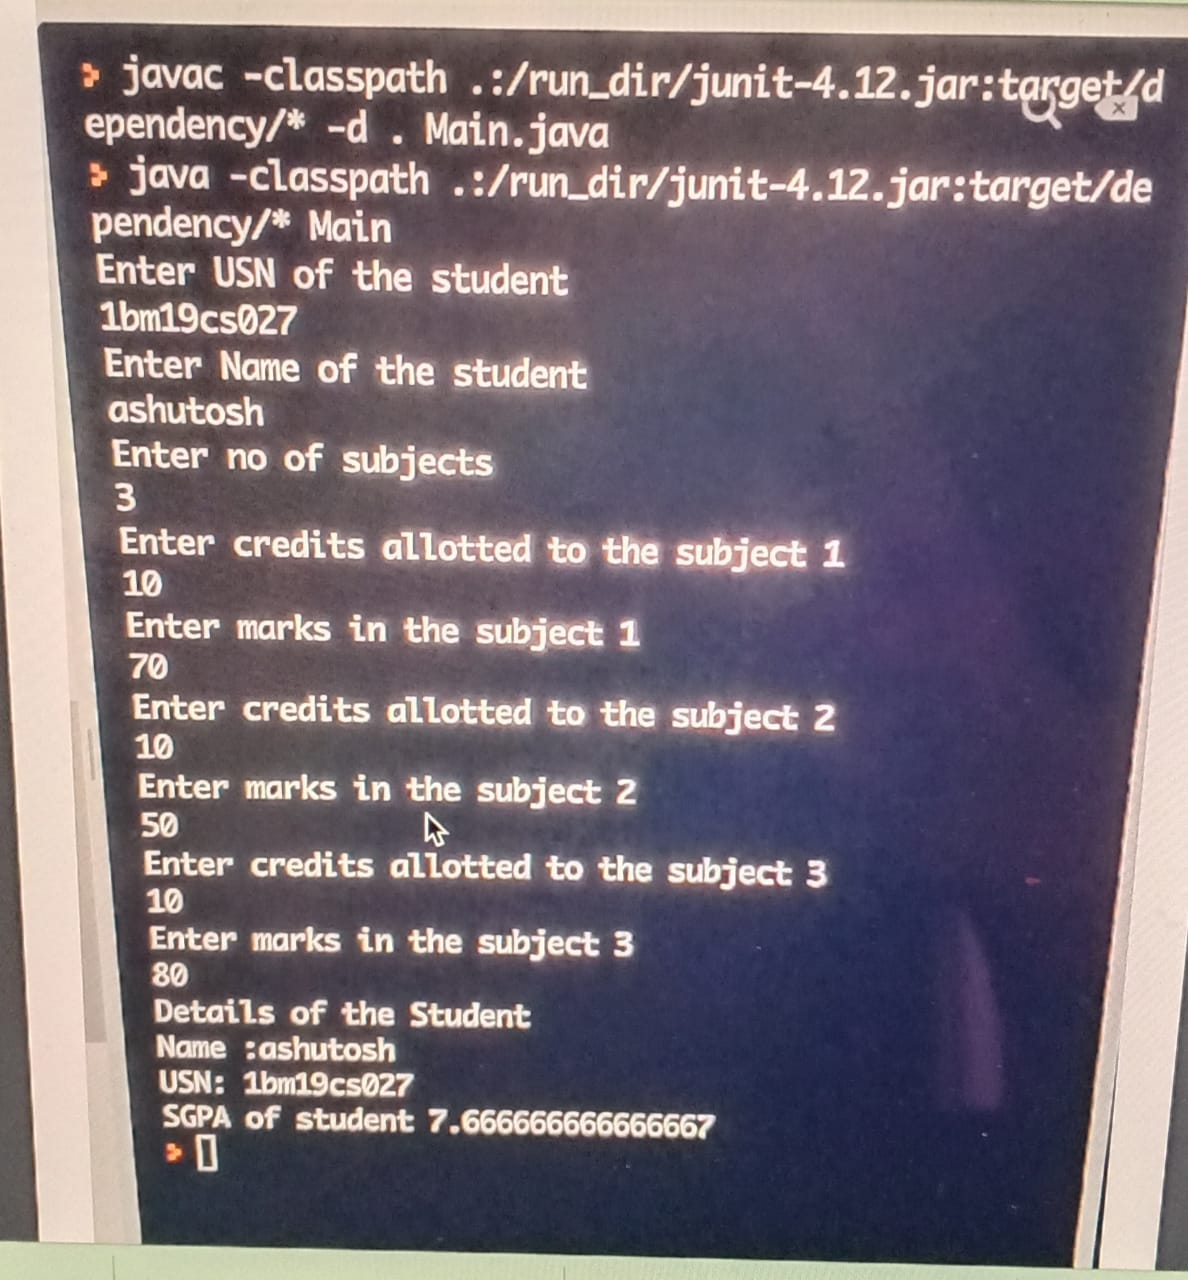 javac -classpath .:/run_dir/junit-4.12.jar:target/d
ependency/* -d . Main.java
java -classpath .:/run_dir/junit-4.12.jar:target/de
pendency/* Main
Enter USN of the student
1bm19cs027
Enter Name of the student
ashutosh
Enter no of subjects
3
Enter credits allotted to the subject 1
10
Enter marks in the subject 1
70
Enter credits allotted to the subject 2
10
Enter marks in the subject 2
50
Enter credits allotted to the subject 3
10
Enter marks in the subject 3
80
Details of the Student
Name :ashutosh
USN: 1bm19cs027
SGPA of student 7.666666666666667